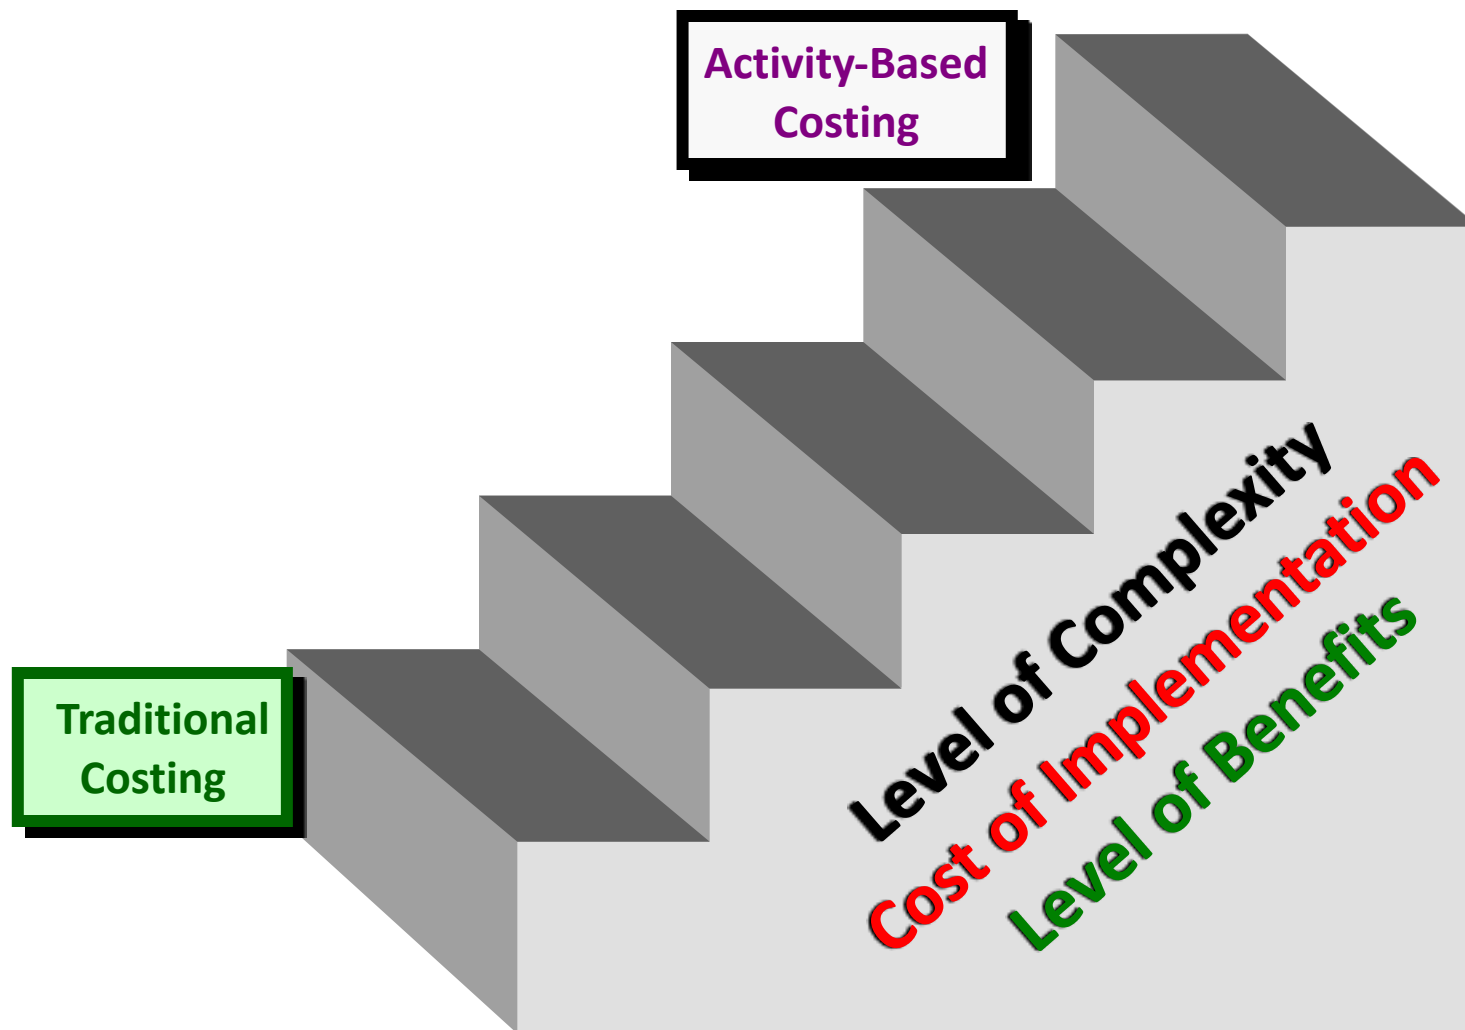 Activity-Based
Costing
Traditional
Costing
Level of Complexity
Cost of Implementation
Level of Benefits